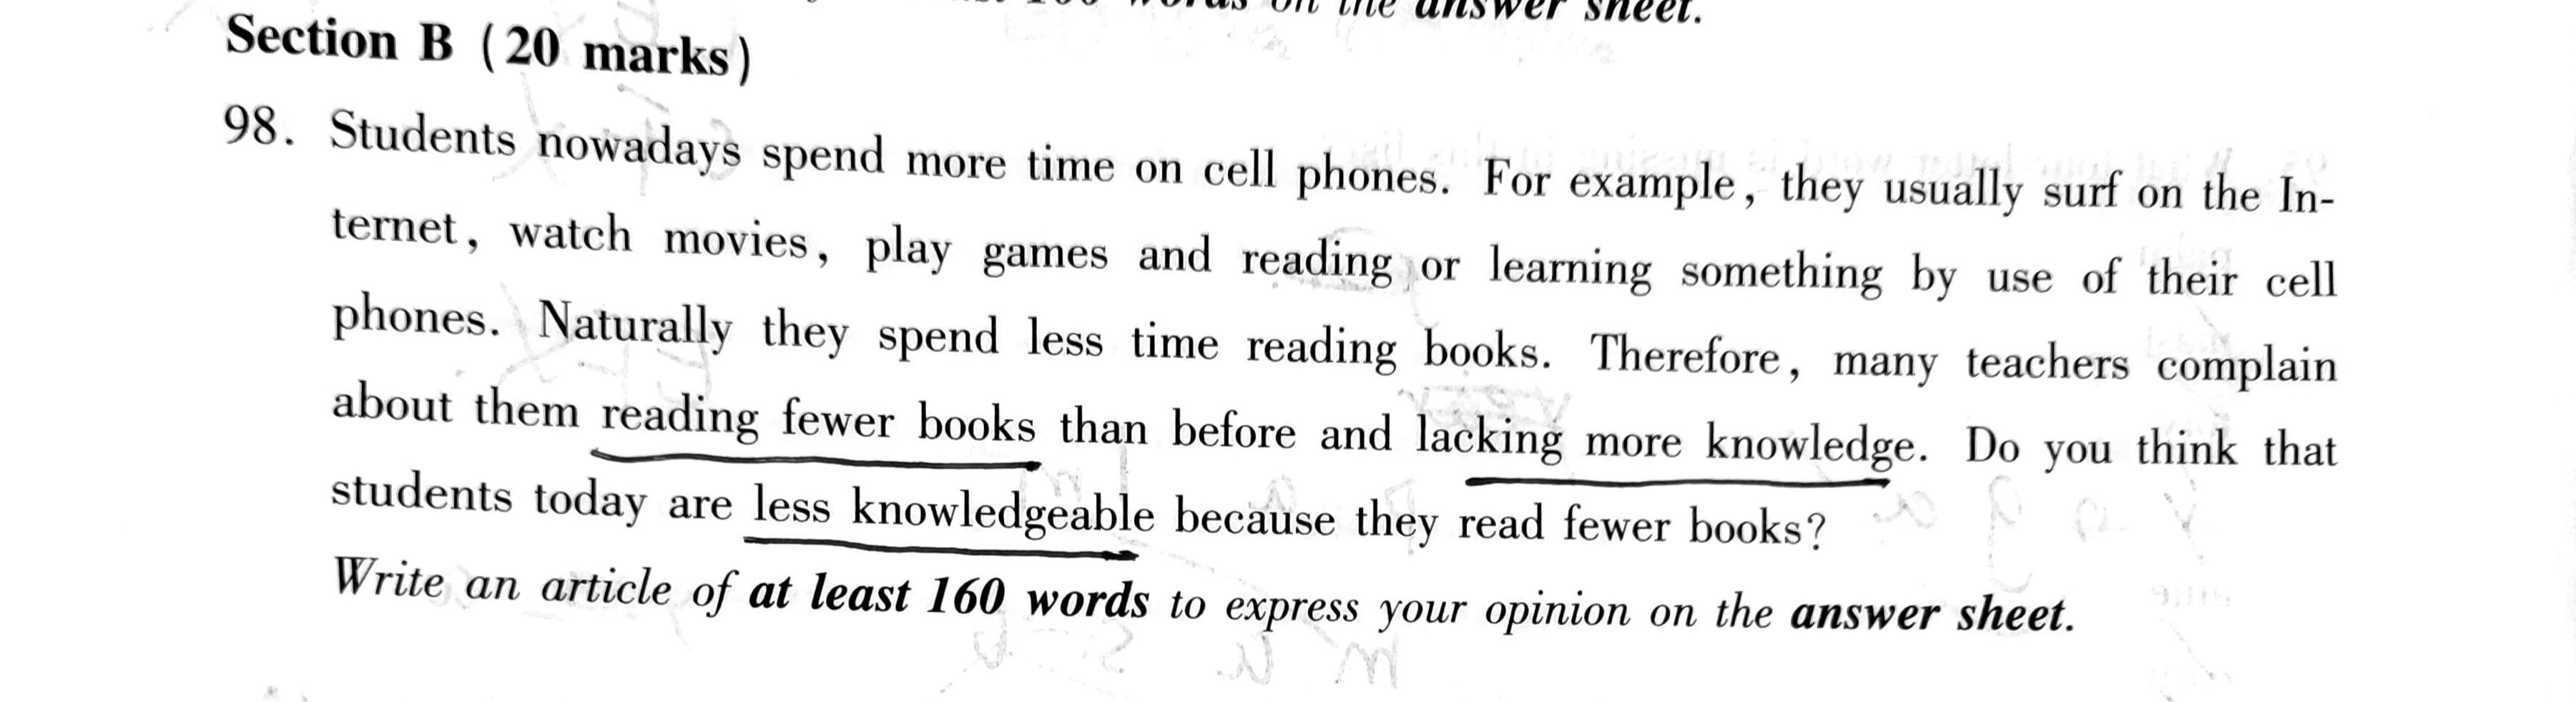 on the answer sheet.
Section B (20 marks)
98. Students nowadays spend more time on cell phones. For example, they usually surf on the In-
ternet, watch movies, play games and reading or learning something by use of their cell
phones. Naturally they spend less time reading books. Therefore, many teachers complain
about them reading fewer books than before and lacking more knowledge. Do you think that
students today are less knowledgeable because they read fewer books?
Write an article of at least 160 words to express your opinion on the answer sheet.